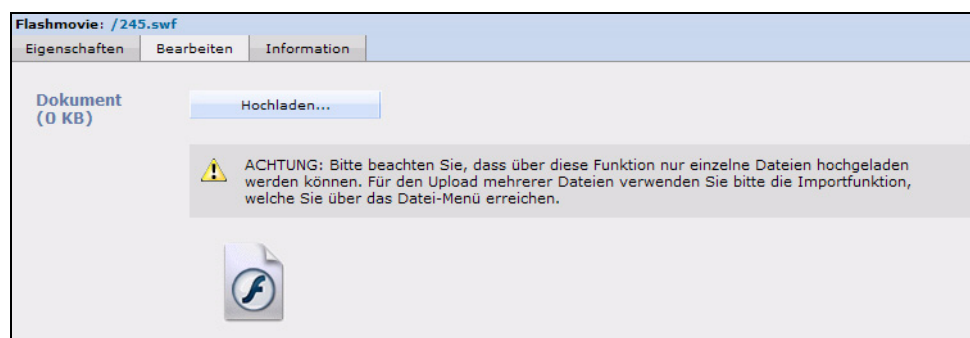 Flashmovie: /245.swf
Eigenschaften Bearbeiten Information
Dokument
(0 KB)
Hochladen...
ACHTUNG: Bitte beachten Sie, dass über diese Funktion nur einzelne Dateien hochgeladen
werden können. Für den Upload mehrerer Dateien verwenden Sie bitte die Importfunktion,
welche Sie über das Datei-Menü erreichen.